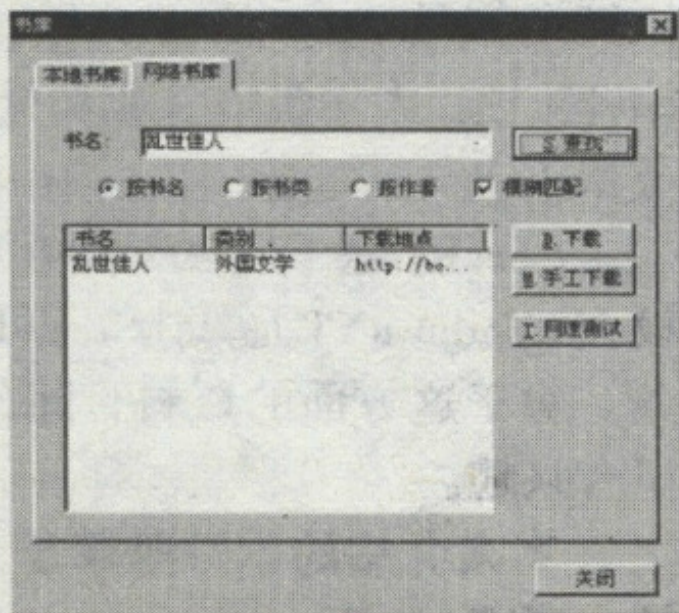 书库
本地书库 网络书库
书名: 乱世佳人 S.查找
按书名 按书类 按作者 模糊匹配
书名 类别 下载地点 D.下载
乱世佳人 外国文学 http://bo...
M.手工下载
T.网速测试
关闭